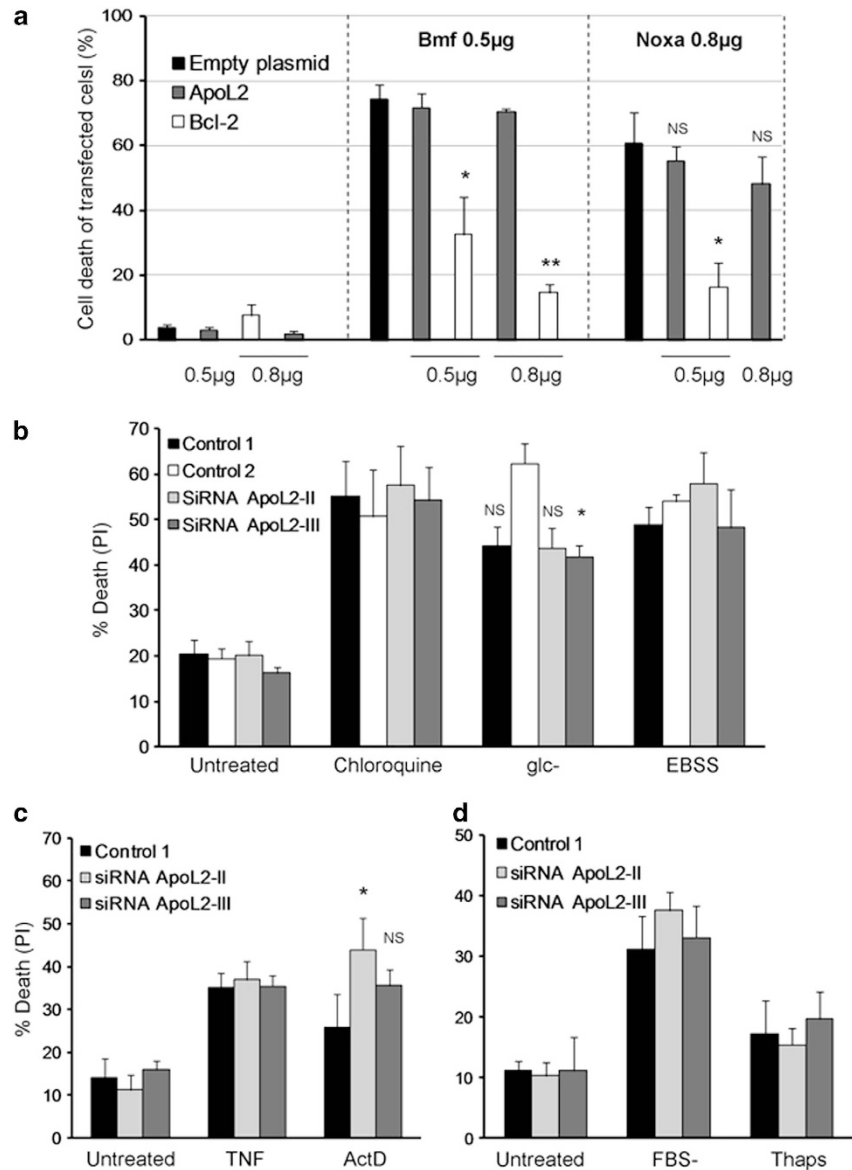 a
100
80
60
40
20
0
Cell death of transfected celsl (%)
Empty plasmid
ApoL2
Bcl-2
Bmf 0.5µg
Noxa 0.8µg
*
**
NS
*
NS
0.5µg 0.8µg
0.5µg 0.8µg
0.5µg 0.8µg
b
70
60
50
40
30
20
10
0
% Death (PI)
Control 1
Control 2
SiRNA ApoL2-II
SiRNA ApoL2-III
NS NS *
Untreated Chloroquine glc- EBSS
c
70
60
50
40
30
20
10
0
% Death (PI)
Control 1
siRNA ApoL2-II
siRNA ApoL2-III
*
NS
Untreated TNF ActD
d
50
40
30
20
10
0
Control 1
siRNA ApoL2-II
siRNA ApoL2-III
Untreated FBS- Thaps